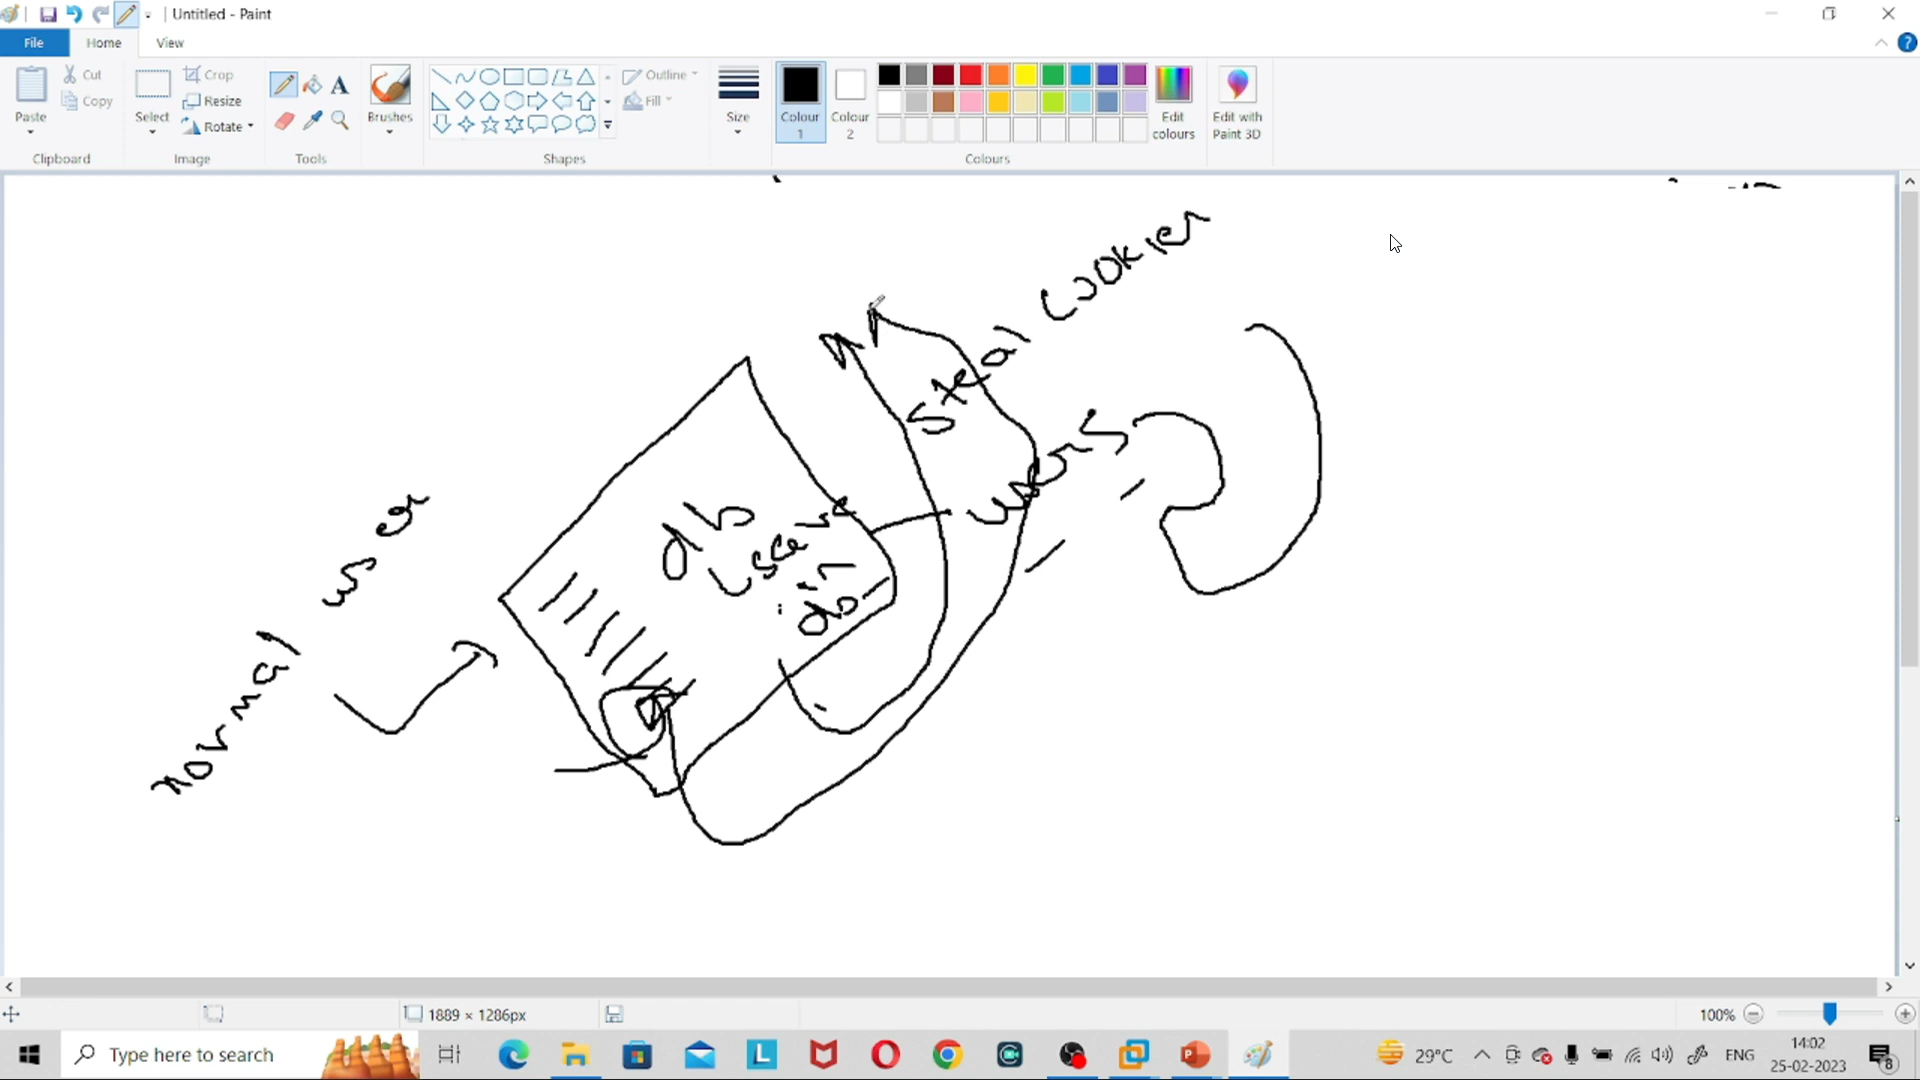 Untitled - Paint
File
Home
View
Paste
Cut
Copy
Clipboard
Select
Crop
Resize
Rotate
Image
Tools
Brushes
Shapes
Outline
Fill
Size
Colour
1
Colour
2
Colours
Edit
colours
Edit with
Paint 3D
steal cookies
users
normal user
db
1889 × 1286px
100%
Type here to search
29°C
ENG
14:02
25-02-2023
8